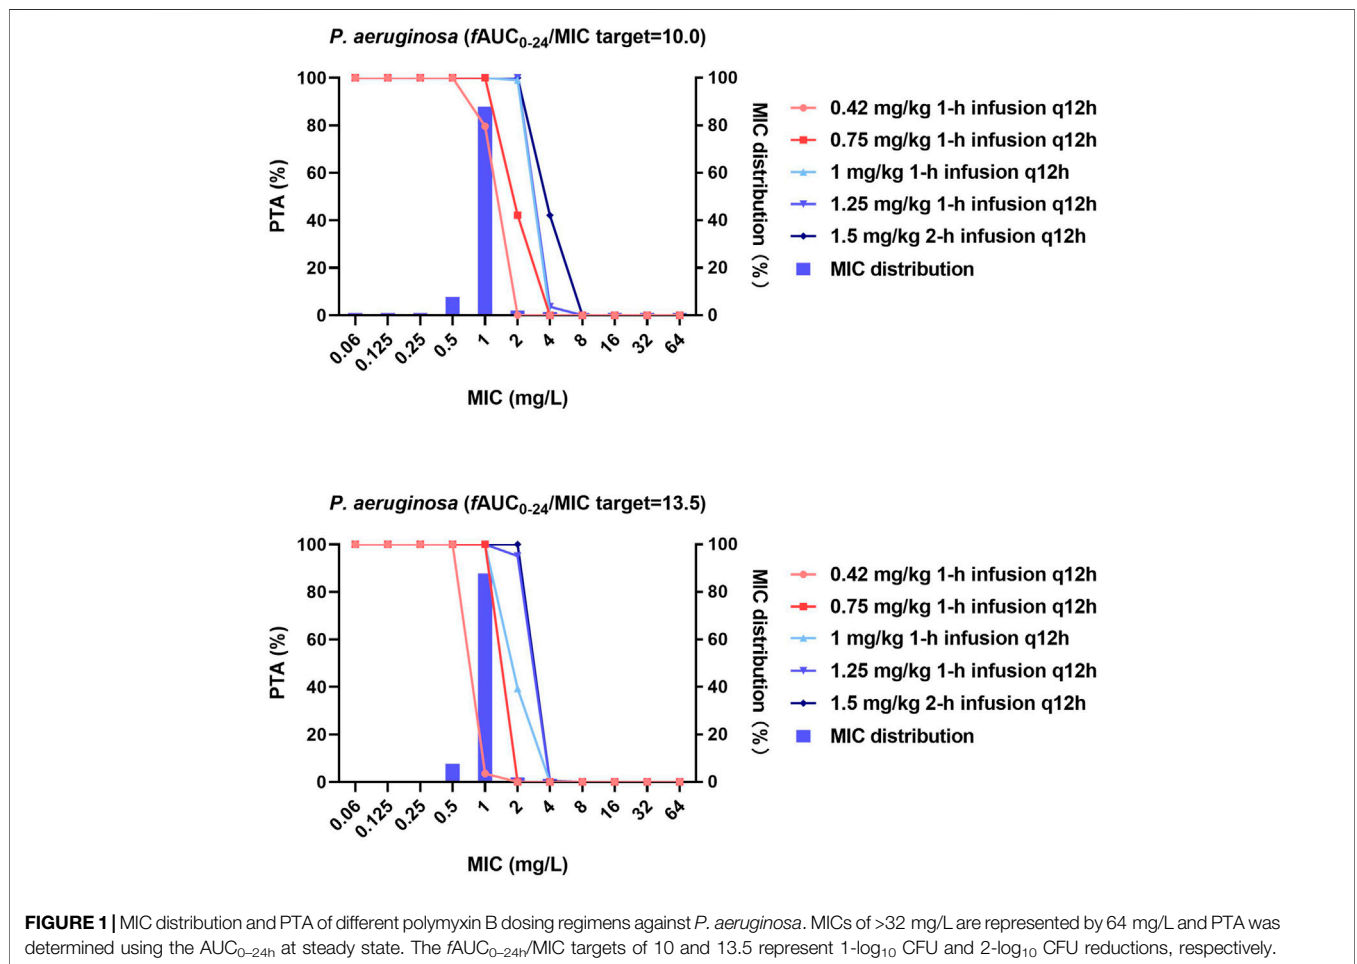 P. aeruginosa (fAUC0-24/MIC target=10.0)
100
80
60
40
20
0
PTA (%)
100
80
60
40
20
0
MIC distribution (%)
0.06
0.125
0.25
0.5
1
2
4
8
16
32
64
MIC (mg/L)
0.42 mg/kg 1-h infusion q12h
0.75 mg/kg 1-h infusion q12h
1 mg/kg 1-h infusion q12h
1.25 mg/kg 1-h infusion q12h
1.5 mg/kg 2-h infusion q12h
MIC distribution
P. aeruginosa (fAUC0-24/MIC target=13.5)
100
80
60
40
20
0
PTA (%)
100
80
60
40
20
0
MIC distribution (%)
0.06
0.125
0.25
0.5
1
2
4
8
16
32
64
MIC (mg/L)
0.42 mg/kg 1-h infusion q12h
0.75 mg/kg 1-h infusion q12h
1 mg/kg 1-h infusion q12h
1.25 mg/kg 1-h infusion q12h
1.5 mg/kg 2-h infusion q12h
MIC distribution
FIGURE 1 | MIC distribution and PTA of different polymyxin B dosing regimens against P. aeruginosa. MICs of >32 mg/L are represented by 64 mg/L and PTA was
determined using the AUC0–24h at steady state. The fAUC0–24h/MIC targets of 10 and 13.5 represent 1-log10 CFU and 2-log10 CFU reductions, respectively.